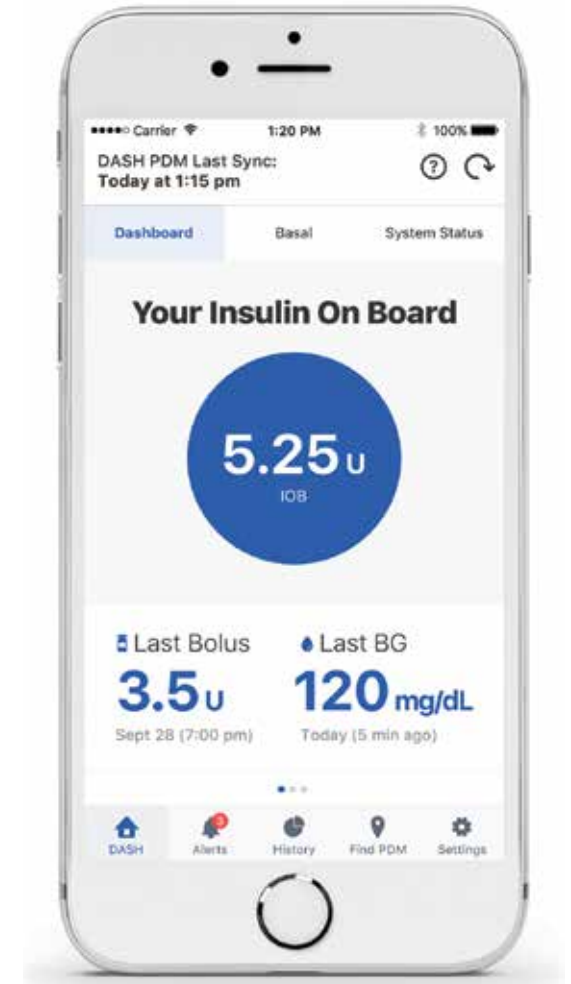 Carrier 1:20 PM 100%
DASH PDM Last Sync:
Today at 1:15 pm
?
Dashboard Basal System Status
Your Insulin On Board
5.25 U
IOB
Last Bolus Last BG
3.5 U 120 mg/dL
Sept 28 (7:00 pm) Today (5 min ago)
3
DASH Alerts History Find PDM Settings